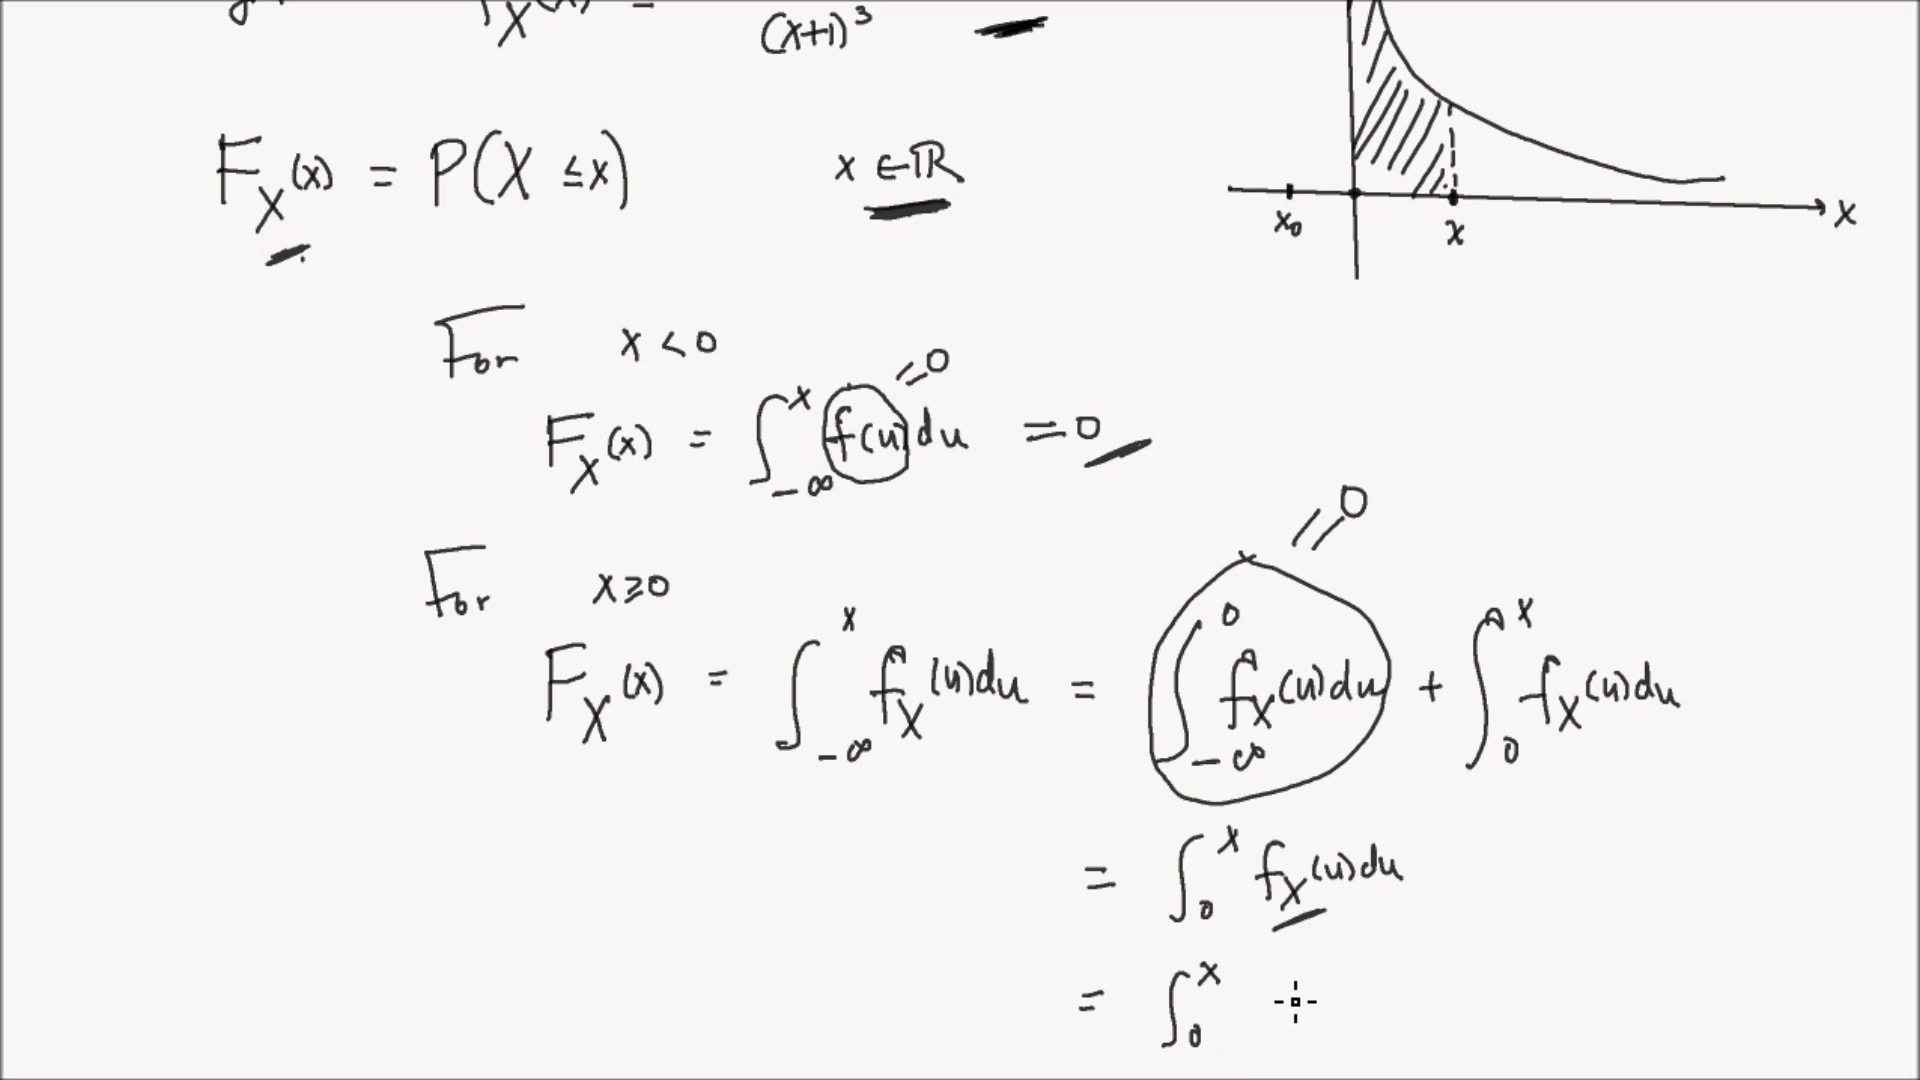 f_X(x) =
(x+1)³
F_X(x) = P(X ≤ x)    x ∈ ℝ
x₀    x    x
For    x < 0
= 0
F_X(x) = ∫_{-∞}^{x} f(u) du = 0
= 0
For    x ≥ 0
F_X(x) = ∫_{-∞}^{x} f_X(u)du = ∫_{-∞}^{0} f_X(u)du + ∫_{0}^{x} f_X(u)du
= ∫_{0}^{x} f_X(u)du
= ∫_{0}^{x}